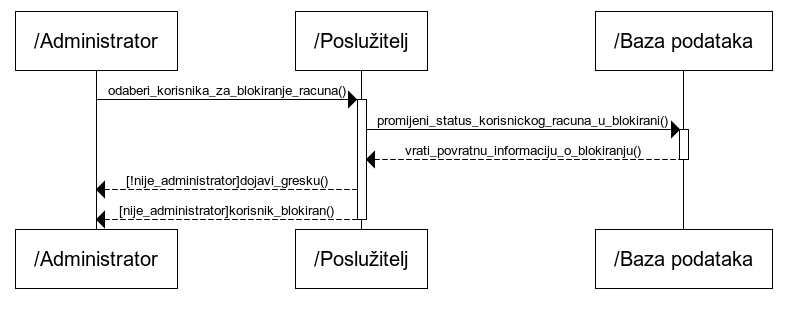 /Administrator
/Poslužitelj
/Baza podataka
odaberi_korisnika_za_blokiranje_racuna()
promijeni_status_korisnickog_racuna_u_blokirani()
vrati_povratnu_informaciju_o_blokiranju()
[!nije_administrator]dojavi_gresku()
[nije_administrator]korisnik_blokiran()
/Administrator
/Poslužitelj
/Baza podataka